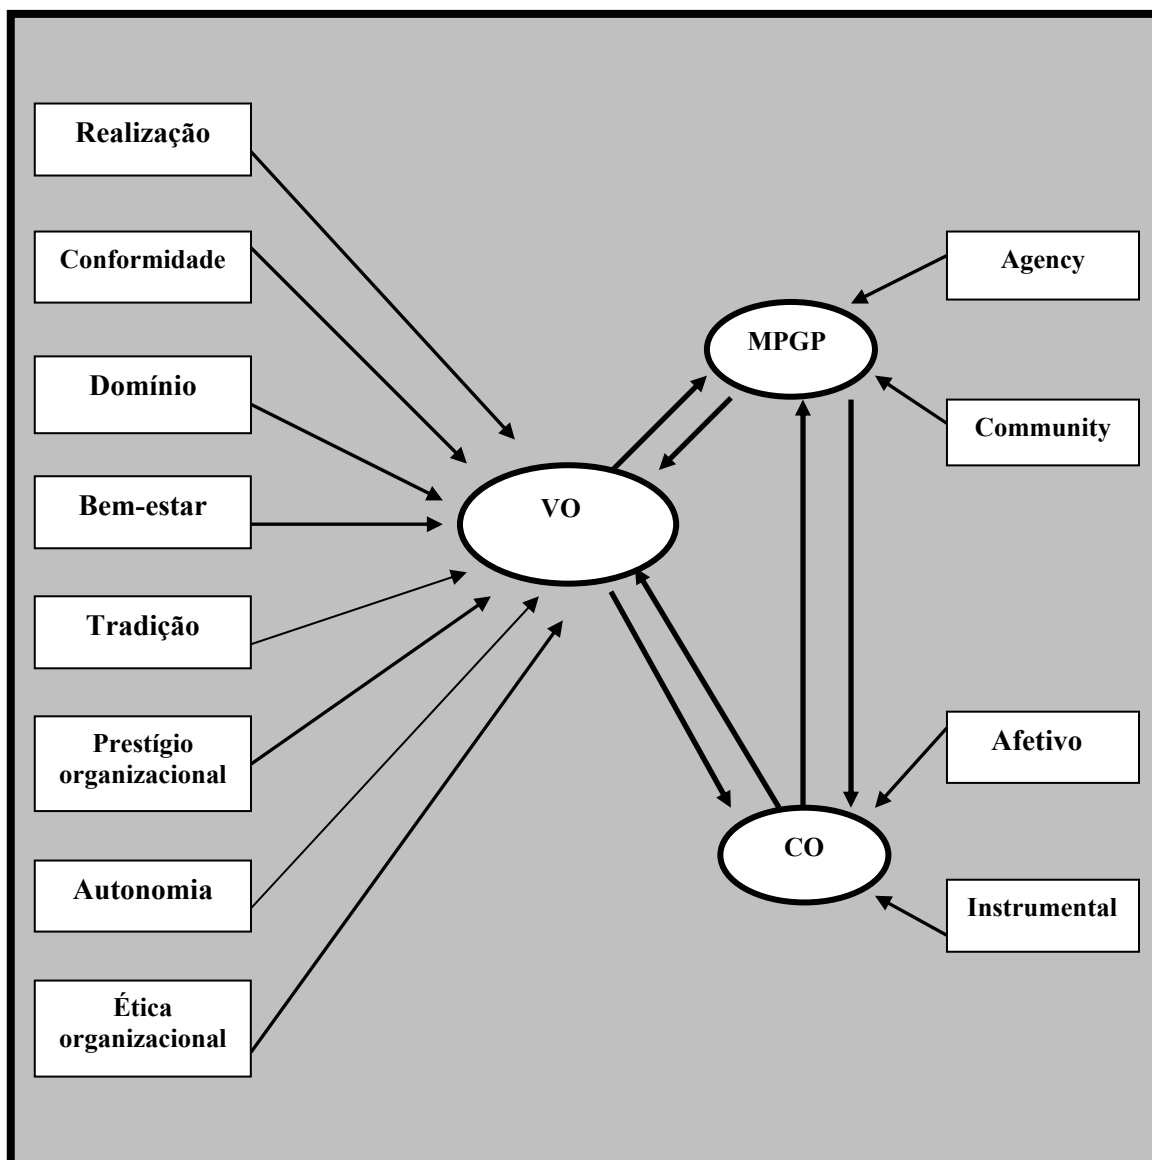 Realização
Conformidade
Domínio
Bem-estar
Tradição
Prestígio
organizacional
Autonomia
Ética
organizacional
VO
MPGP
CO
Agency
Community
Afetivo
Instrumental